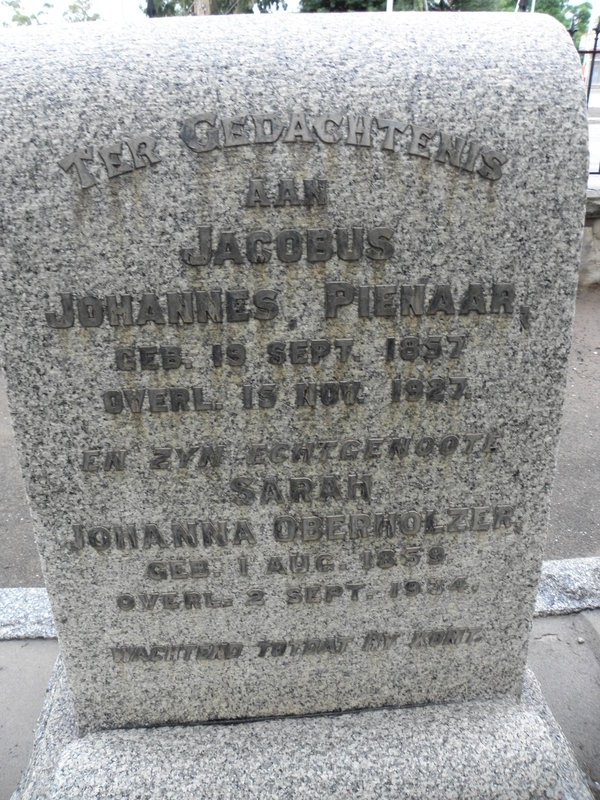 TER GEDACHTENIS
AAN
JACOBUS
JOHANNES, PIENAAR,
GEB. 19 SEPT. 1857
OVERL. 15 NOV. 1927.
EN ZYN ECHTGENOOTE
SARAH
JOHANNA OBERHOLZER,
GEB. 1 AUG. 1859
OVERL. 2 SEPT. 1934.
WACHTEND TOTDAT HY KOMT.